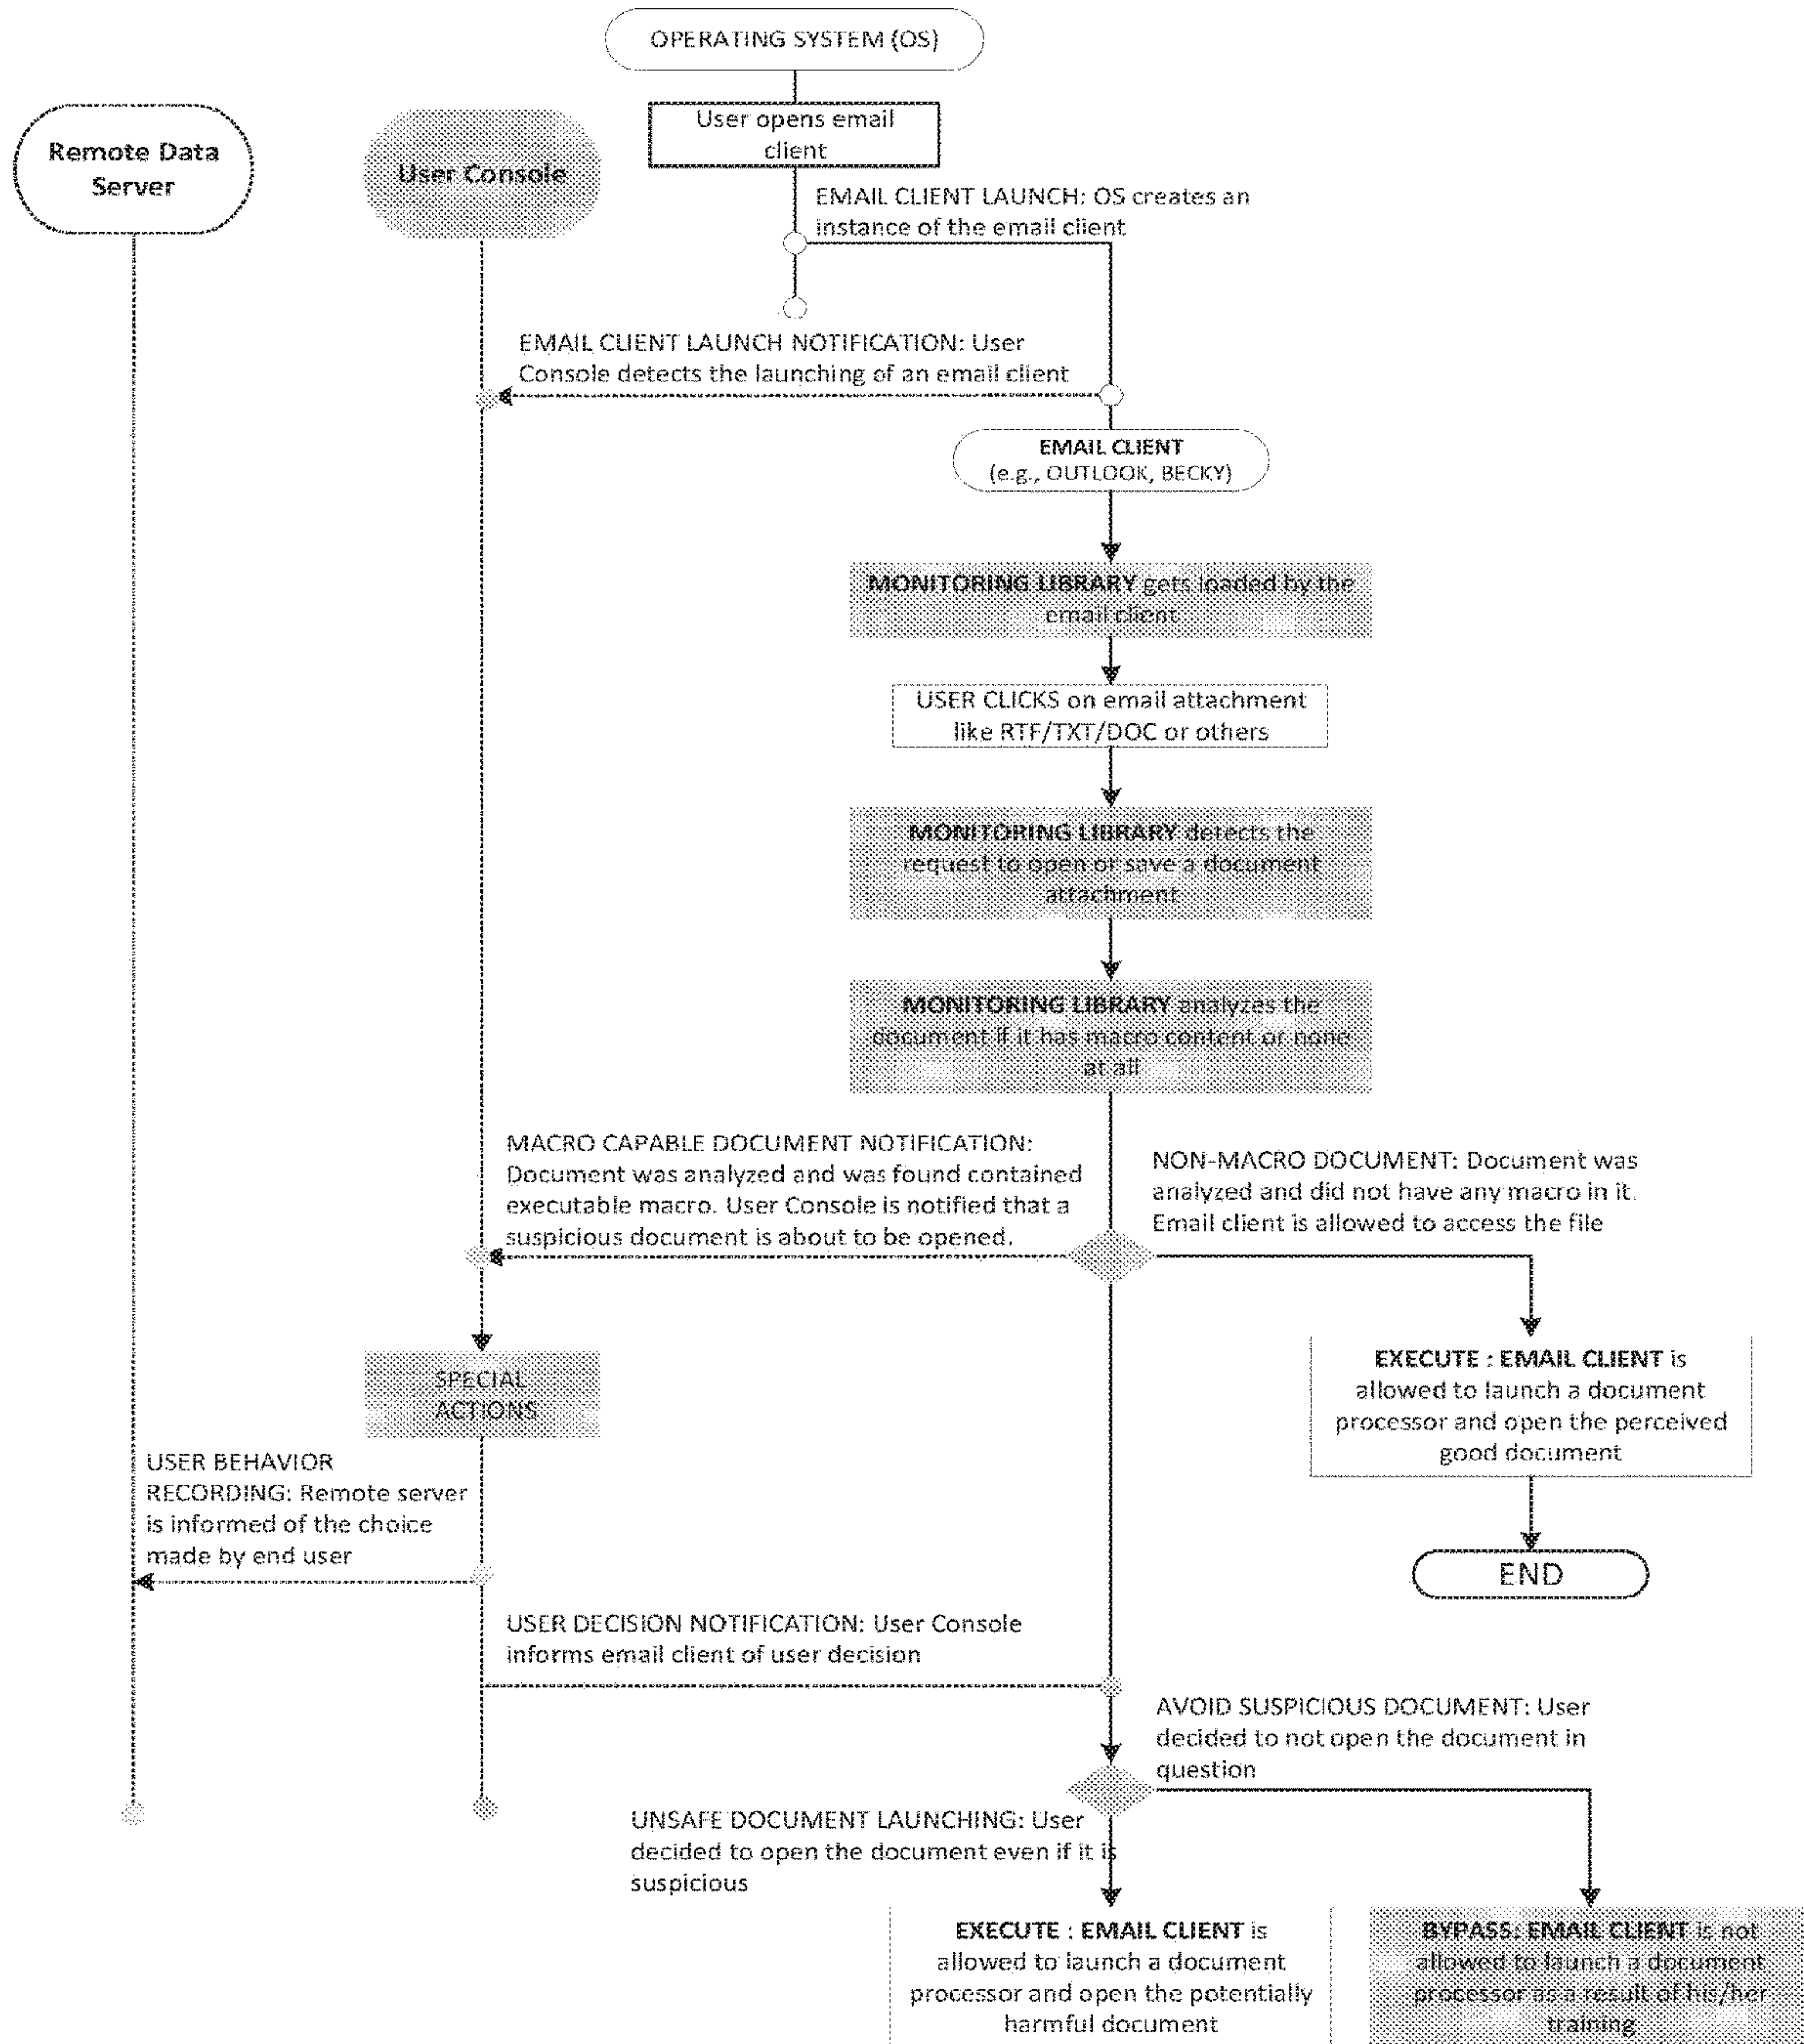 OPERATING SYSTEM (OS)
User opens email
client
Remote Data
Server
User Console
EMAIL CLIENT LAUNCH: OS creates an
instance of the email client
EMAIL CLIENT LAUNCH NOTIFICATION: User
Console detects the launching of an email client
EMAIL CLIENT
(e.g., OUTLOOK, BECKY)
MONITORING LIBRARY gets loaded by the
email client
USER CLICKS on email attachment
like RTF/TXT/DOC or others
MONITORING LIBRARY detects the
request to open or save a document
attachment
MONITORING LIBRARY analyzes the
document if it has macro content or none
at all
MACRO CAPABLE DOCUMENT NOTIFICATION:
Document was analyzed and was found contained
executable macro. User Console is notified that a
suspicious document is about to be opened.
NON-MACRO DOCUMENT: Document was
analyzed and did not have any macro in it.
Email client is allowed to access the file
SPECIAL
ACTIONS
EXECUTE : EMAIL CLIENT is
allowed to launch a document
processor and open the perceived
good document
USER BEHAVIOR
RECORDING: Remote server
is informed of the choice
made by end user
END
USER DECISION NOTIFICATION: User Console
informs email client of user decision
AVOID SUSPICIOUS DOCUMENT: User
decided to not open the document in
question
UNSAFE DOCUMENT LAUNCHING: User
decided to open the document even if it is
suspicious
EXECUTE : EMAIL CLIENT is
allowed to launch a document
processor and open the potentially
harmful document
BYPASS: EMAIL CLIENT is not
allowed to launch a document
processor as a result of his/her
training